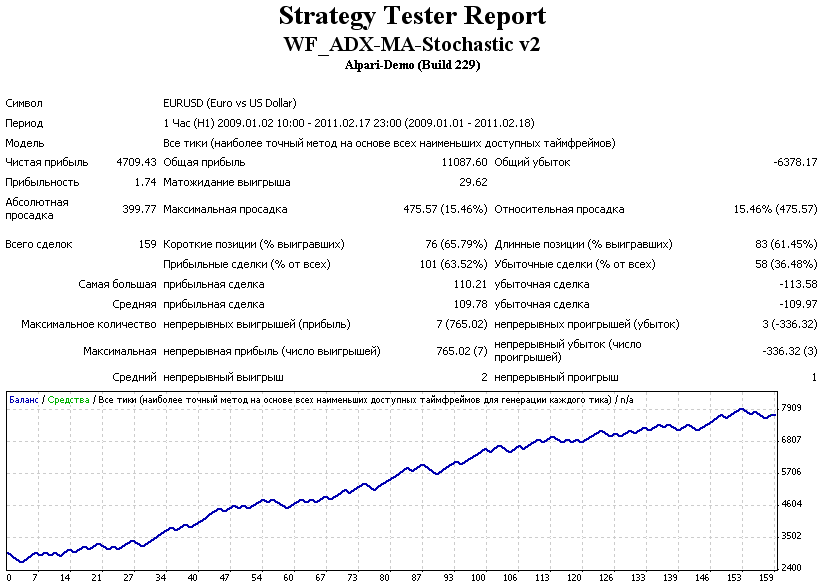 Strategy Tester Report
WF_ADX-MA-Stochastic v2
Alpari-Demo (Build 229)
Символ EURUSD (Euro vs US Dollar)
Период 1 Час (H1) 2009.01.02 10:00 - 2011.02.17 23:00 (2009.01.01 - 2011.02.18)
Модель Все тики (наиболее точный метод на основе всех наименьших доступных таймфреймов)
Чистая прибыль 4709.43 Общая прибыль 11087.60 Общий убыток -6378.17
Прибыльность 1.74 Матожидание выигрыша 29.62
Абсолютная просадка 399.77 Максимальная просадка 475.57 (15.46%) Относительная просадка 15.46% (475.57)
Всего сделок 159 Короткие позиции (% выигравших) 76 (65.79%) Длинные позиции (% выигравших) 83 (61.45%)
Прибыльные сделки (% от всех) 101 (63.52%) Убыточные сделки (% от всех) 58 (36.48%)
Самая большая прибыльная сделка 110.21 убыточная сделка -113.58
Средняя прибыльная сделка 109.78 убыточная сделка -109.97
Максимальное количество непрерывных выигрышей (прибыль) 7 (765.02) непрерывных проигрышей (убыток) 3 (-336.32)
Максимальная непрерывная прибыль (число выигрышей) 765.02 (7) непрерывный убыток (число проигрышей) -336.32 (3)
Средний непрерывный выигрыш 2 непрерывный проигрыш 1
Баланс / Средства / Все тики (наиболее точный метод на основе всех наименьших доступных таймфреймов для генерации каждого тика) / n/a
7909
6807
5706
4604
3502
2400
0 7 14 21 27 34 40 47 54 60 67 73 80 87 93 100 106 113 120 126 133 139 146 153 159